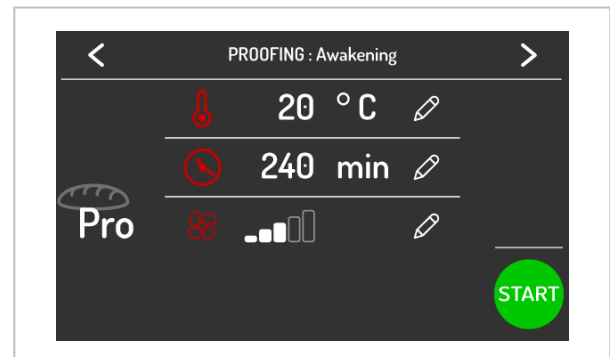 PROOFING : Awakening
20 °C
240 min
Pro
START